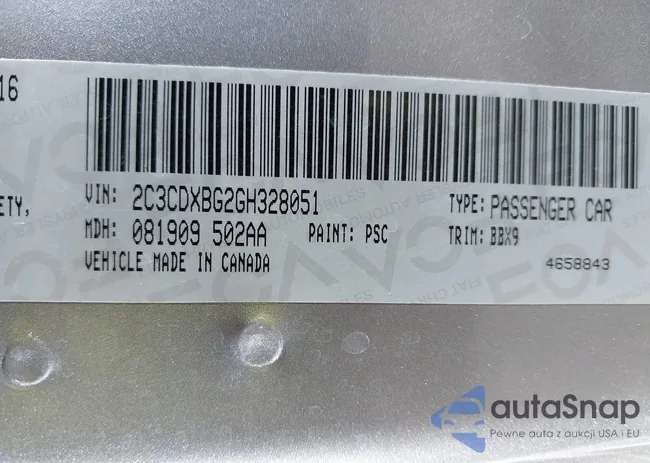 16
VIN: 2C3CDXBG2GH328051 TYPE: PASSENGER CAR
ETY,
MDH: 081909 502AA PAINT: PSC TRIM: BBX9
VEHICLE MADE IN CANADA 4658843
autaSnap
Pewne auta z aukcji USA i EU